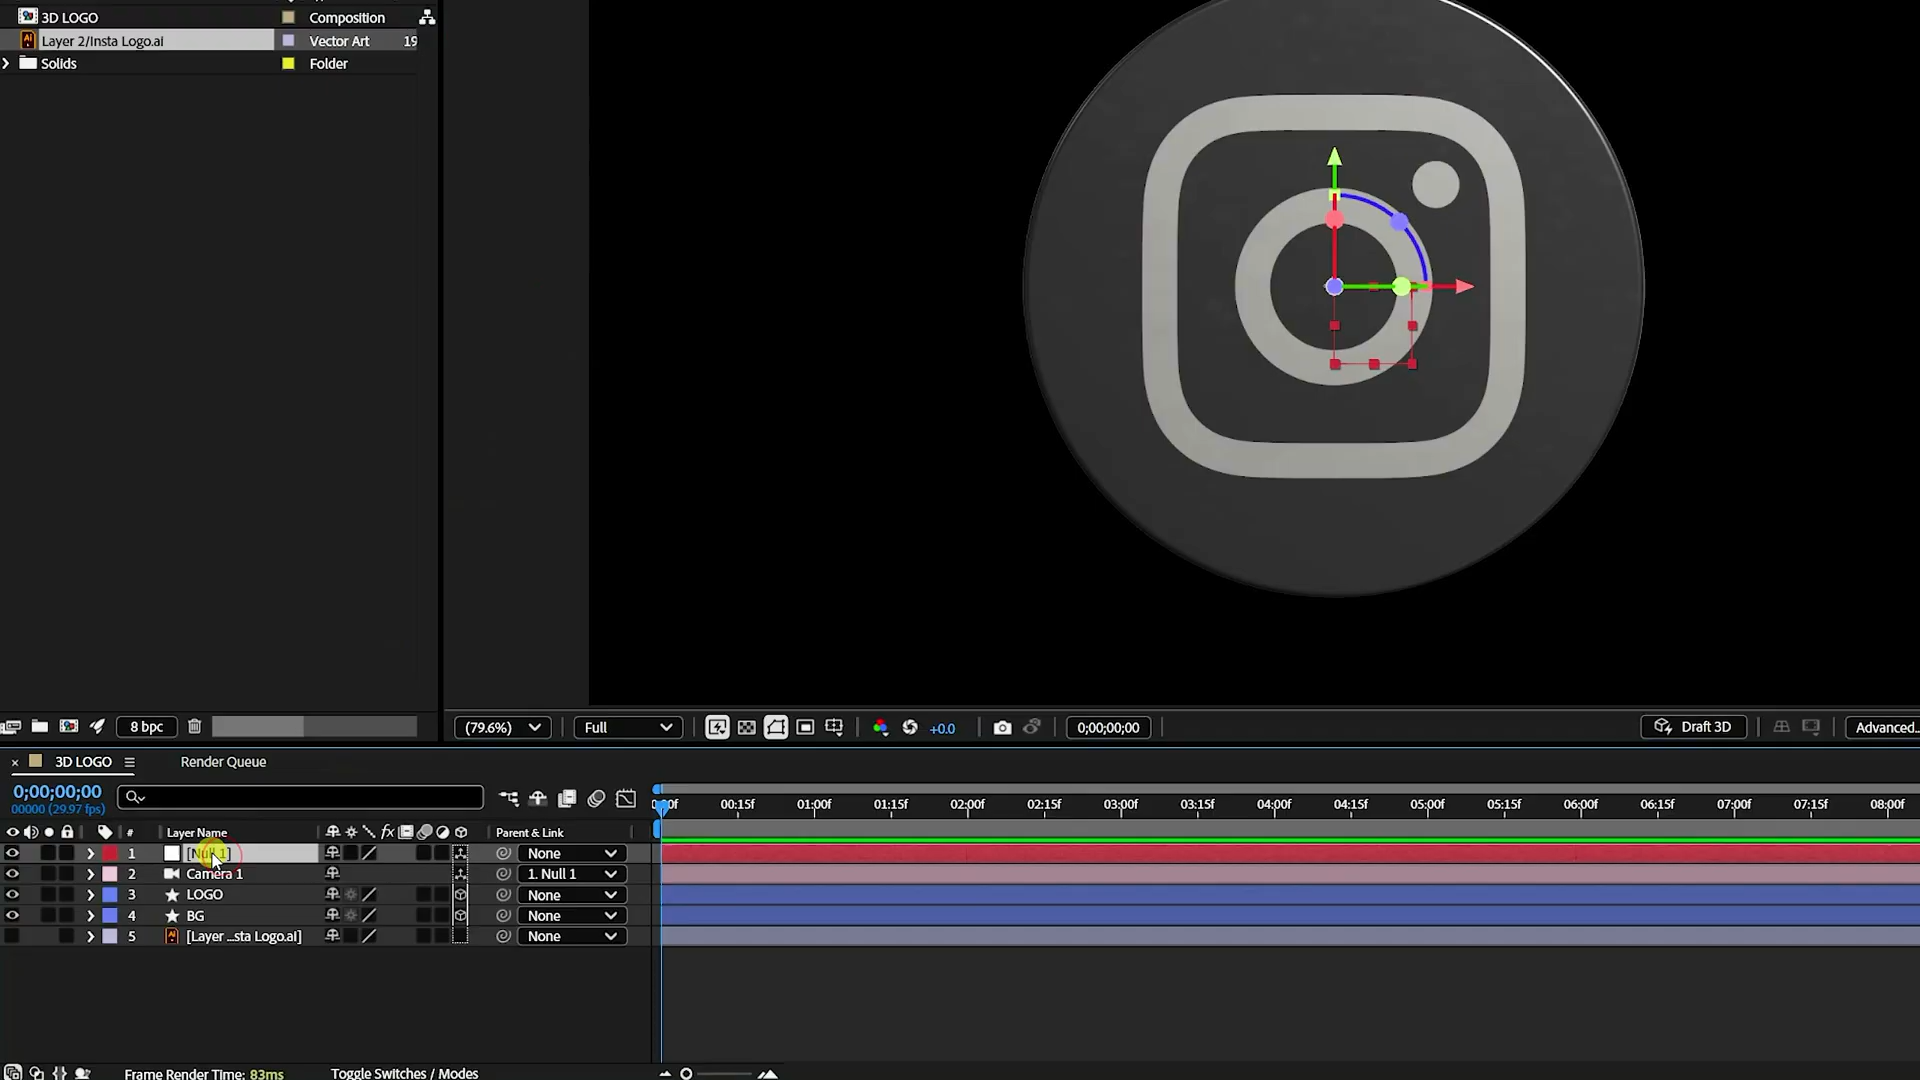 3D LOGO Composition
Layer 2/Insta Logo.ai Vector Art 19
Solids Folder
8 bpc (79.6%) Full +0.0 0;00;00;00 Draft 3D Advanced...
3D LOGO Render Queue
0;00;00;00
00000 (29.97 fps)
00f 00:15f 01:00f 01:15f 02:00f 02:15f 03:00f 03:15f 04:00f 04:15f 05:00f 05:15f 06:00f 06:15f 07:00f 07:15f 08:00f
# Layer Name fx Parent & Link
1 [Null 1] None
2 Camera 1 1. Null 1
3 LOGO None
4 BG None
5 [Layer ...sta Logo.ai] None
Frame Render Time: 83ms Toggle Switches / Modes